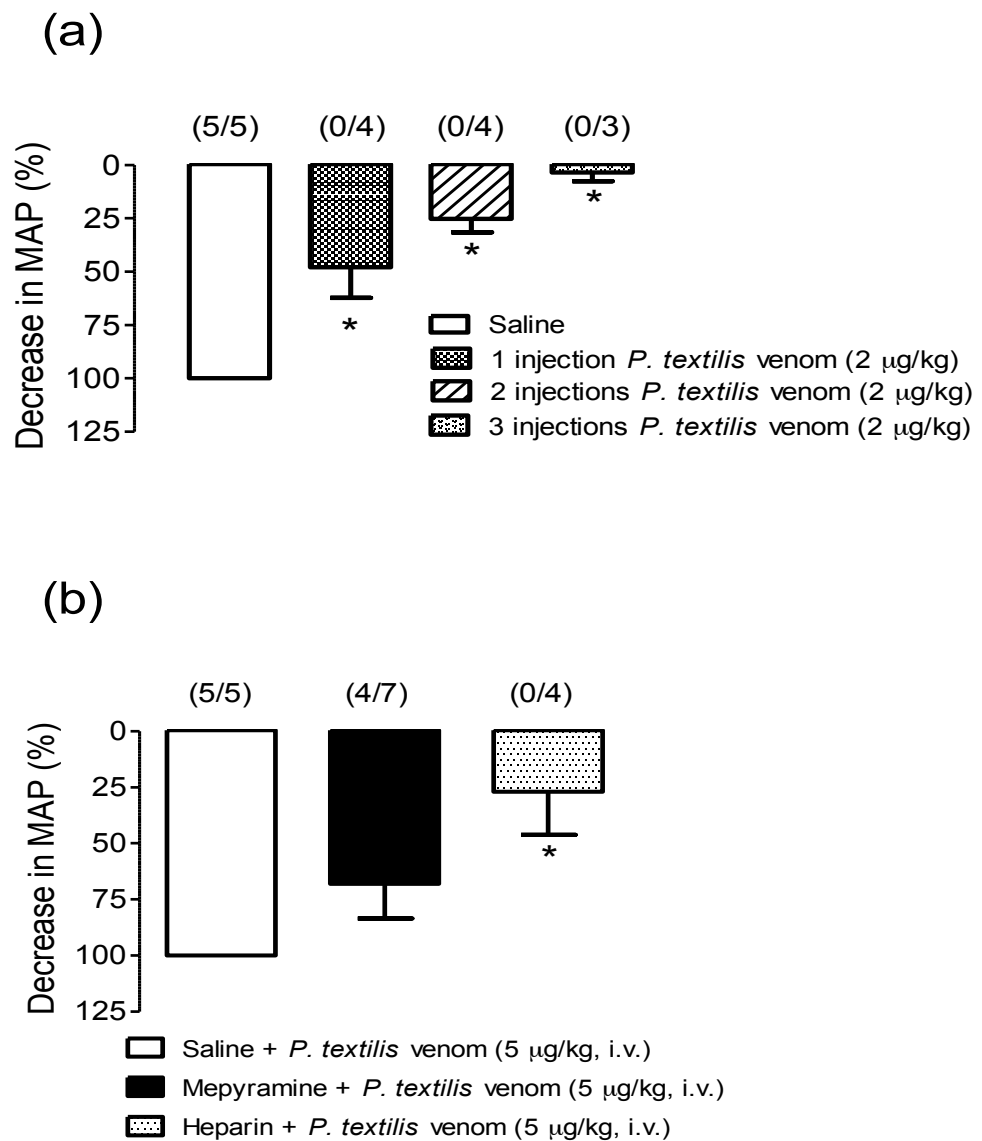 (a)
(5/5) (0/4) (0/4) (0/3)
Decrease in MAP (%)
0
25
50
75
100
125
*
*
*
Saline
1 injection P. textilis venom (2 μg/kg)
2 injections P. textilis venom (2 μg/kg)
3 injections P. textilis venom (2 μg/kg)
(b)
(5/5) (4/7) (0/4)
Decrease in MAP (%)
0
25
50
75
100
125
*
Saline + P. textilis venom (5 μg/kg, i.v.)
Mepyramine + P. textilis venom (5 μg/kg, i.v.)
Heparin + P. textilis venom (5 μg/kg, i.v.)